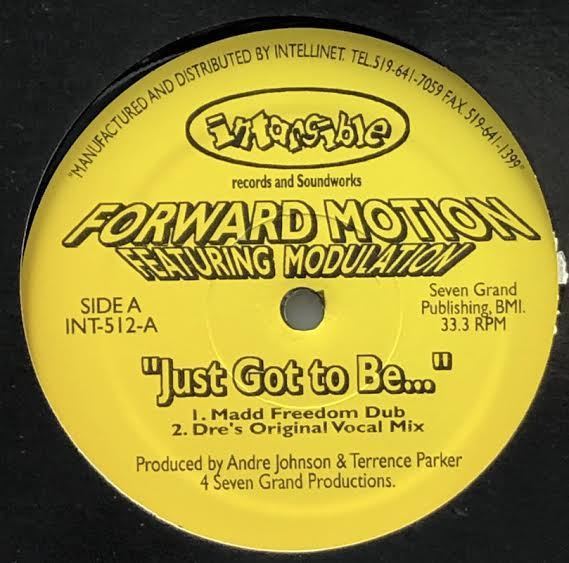 "MANUFACTURED AND DISTRIBUTED BY INTELLINET. TEL.519-641-7059 FAX. 519-641-1399"
intangible
records and Soundworks
FORWARD MOTION
FEATURING MODULATION
SIDE A
INT-512-A
Seven Grand
Publishing, BMI.
33.3 RPM
"Just Got to Be..."
1. Madd Freedom Dub
2. Dre's Original Vocal Mix
Produced by Andre Johnson & Terrence Parker
4 Seven Grand Productions.